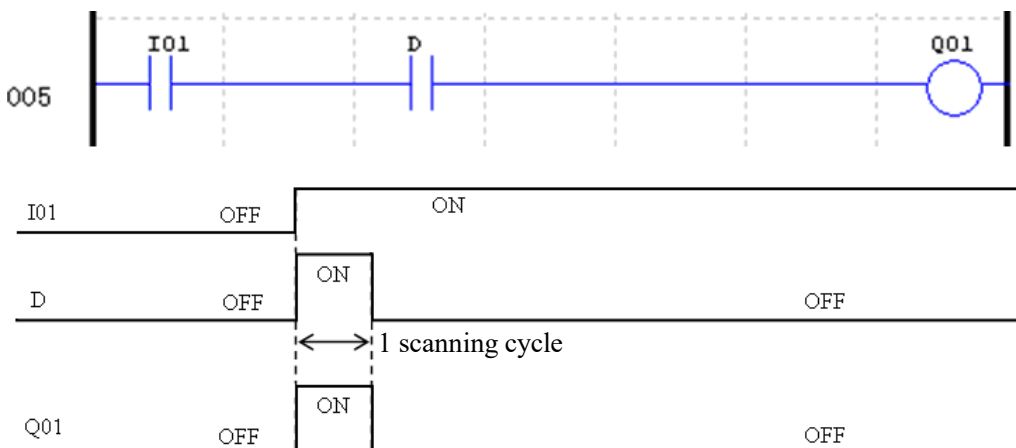 I01 D Q01
005
I01 OFF ON
ON
D OFF OFF
1 scanning cycle
ON
Q01 OFF OFF